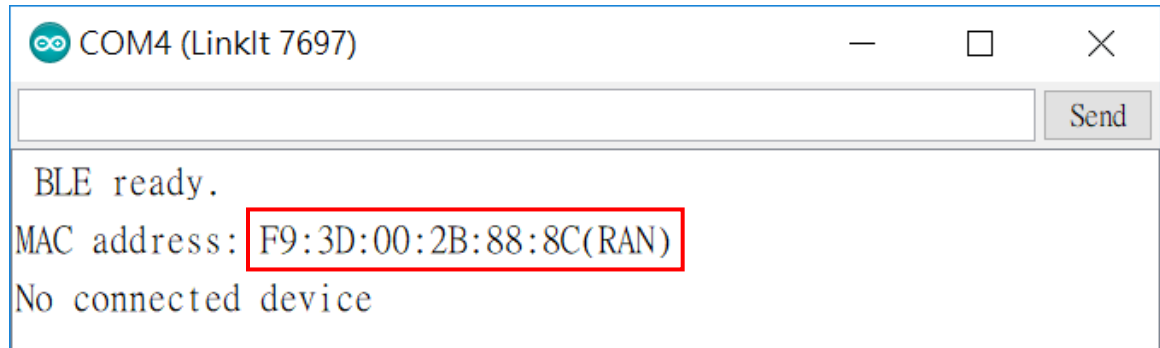 COM4 (LinkIt 7697)
Send
BLE ready.
MAC address: F9:3D:00:2B:88:8C(RAN)
No connected device